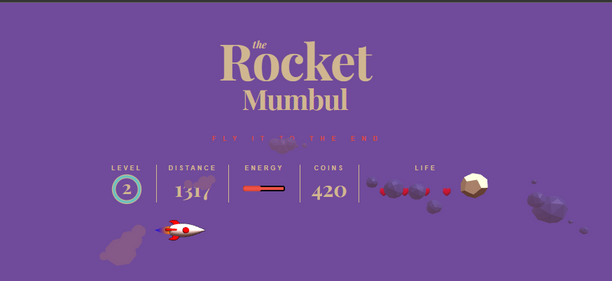 the
Rocket
Mumbul
FLY IT TO THE END
LEVEL DISTANCE ENERGY COINS LIFE
2 1317 420